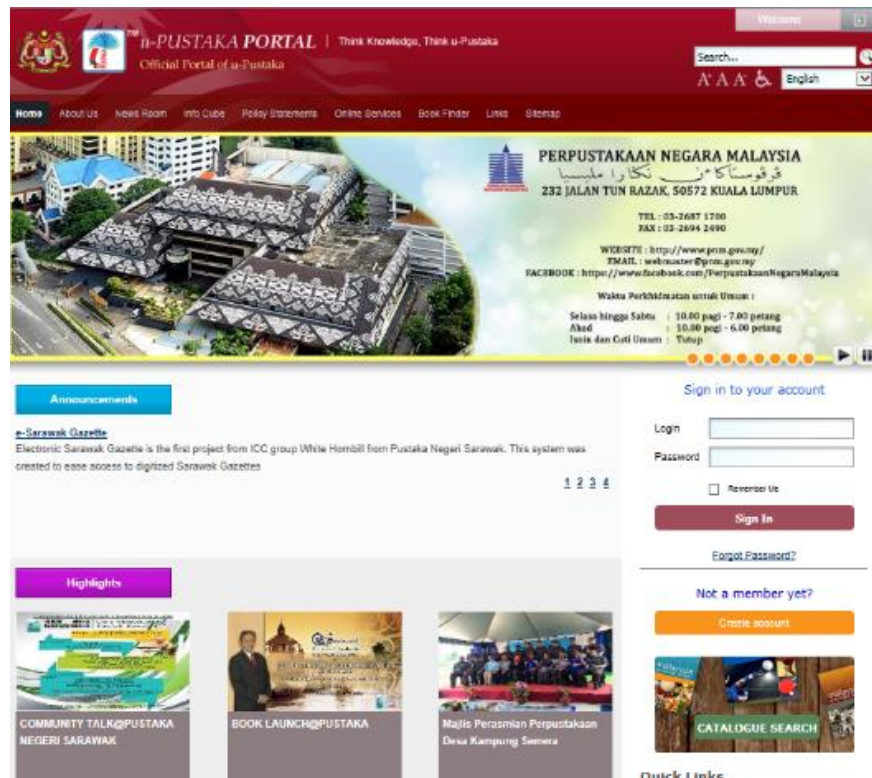 Welcome
TM
u-PUSTAKA PORTAL | Think Knowledge, Think u-Pustaka
Official Portal of u-Pustaka
Search...
A+ A A- English
Home About Us News Room Info Cube Policy Statements Online Services Book Finder Links Sitemap
PERPUSTAKAAN NEGARA MALAYSIA
232 JALAN TUN RAZAK, 50572 KUALA LUMPUR
TEL : 03-2687 1700
FAX : 03-2694 2490
WEBSITE : http://www.pnm.gov.my/
EMAIL : webmaster@pnm.gov.my
FACEBOOK : https://www.facebook.com/PerpustakaanNegaraMalaysia
Waktu Perkhidmatan untuk Umum :
Selasa hingga Sabtu : 10.00 pagi - 7.00 petang
Ahad : 10.00 pagi - 6.00 petang
Isnin dan Cuti Umum : Tutup
Announcements
e-Sarawak Gazette
Electronic Sarawak Gazette is the first project from ICC group White Hornbill from Pustaka Negeri Sarawak. This system was
created to ease access to digitized Sarawak Gazettes
1 2 3 4
Sign in to your account
Login
Password
Remember Me
Sign In
Forgot Password?
Not a member yet?
Create account
CATALOGUE SEARCH
Quick Links
Highlights
COMMUNITY TALK@PUSTAKA
NEGERI SARAWAK
BOOK LAUNCH@PUSTAKA
Majlis Perasmian Perpustakaan
Desa Kampung Semera